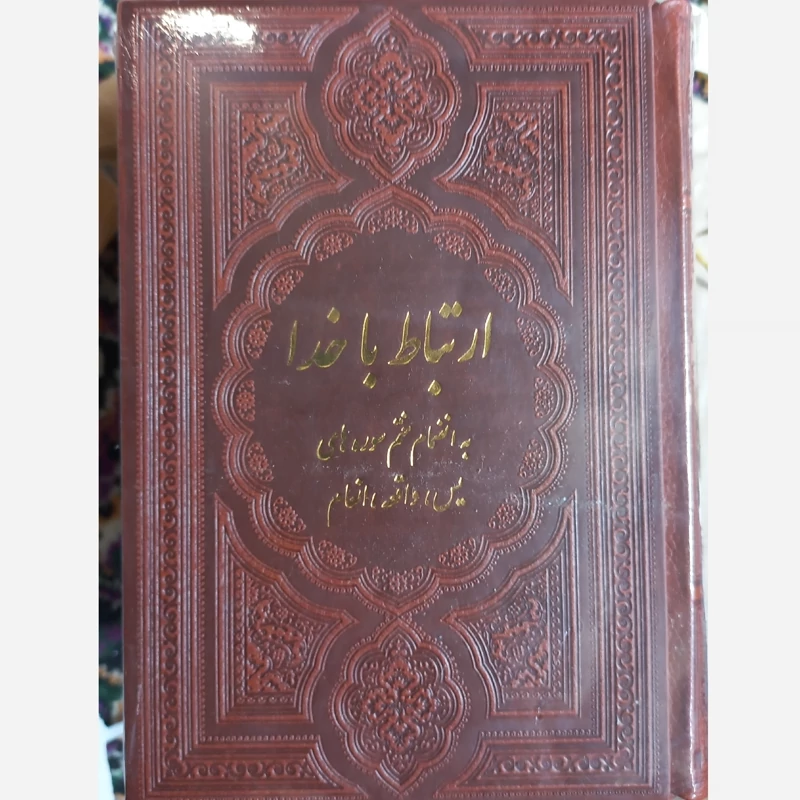 ارتباط با خدا
به انضمام ختم سوره های
یس، واقعه، انعام